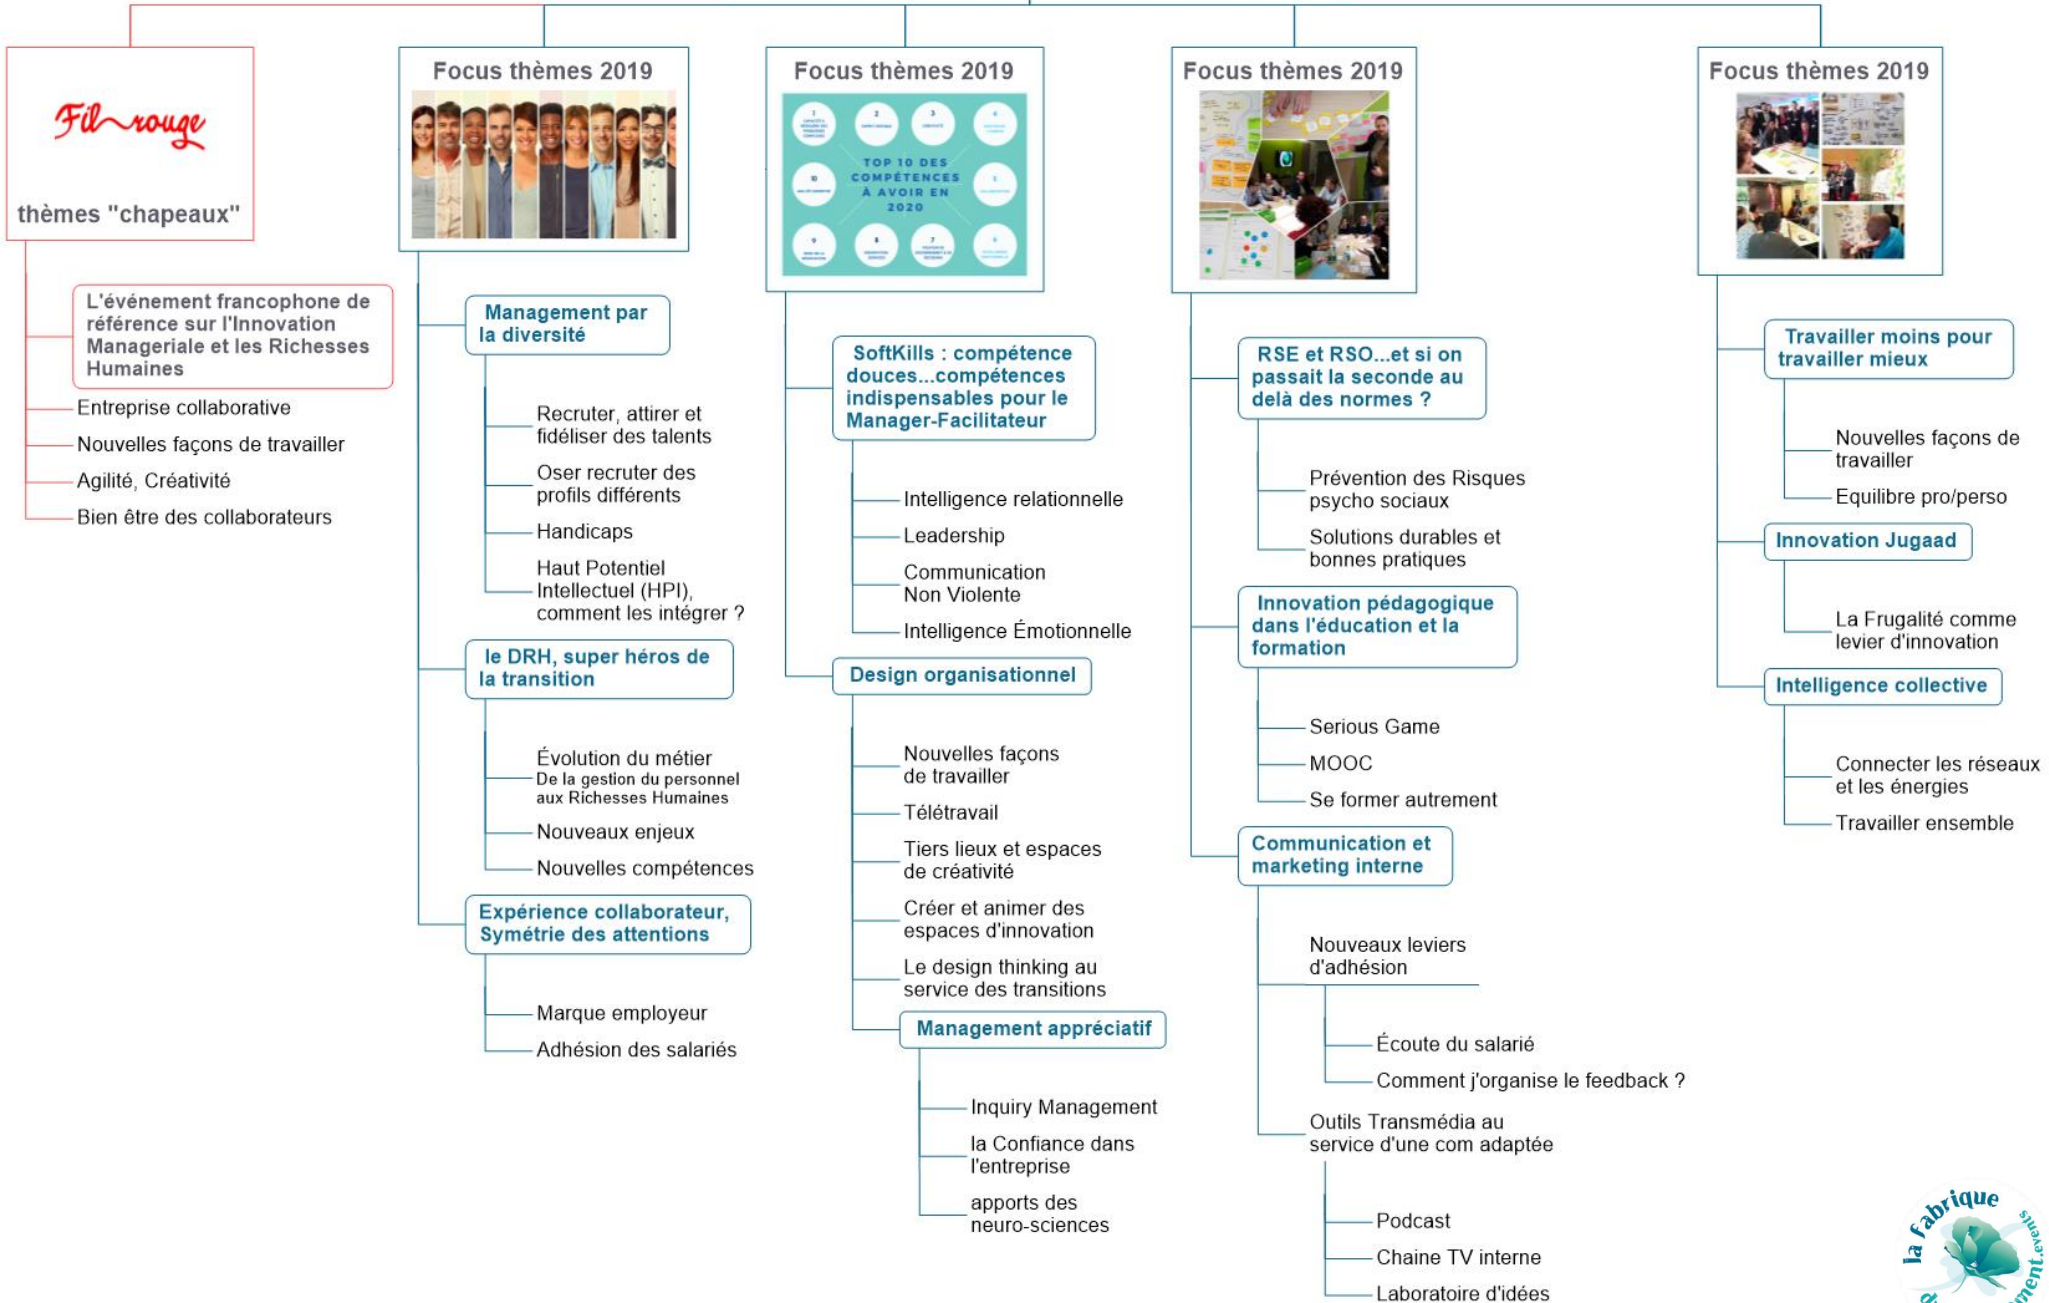 Fil rouge
thèmes "chapeaux"
L'événement francophone de
référence sur l'Innovation
Manageriale et les Richesses
Humaines
Entreprise collaborative
Nouvelles façons de travailler
Agilité, Créativité
Bien être des collaborateurs
Focus thèmes 2019
Management par
la diversité
Recruter, attirer et
fidéliser des talents
Oser recruter des
profils différents
Handicaps
Haut Potentiel
Intellectuel (HPI),
comment les intégrer ?
le DRH, super héros de
la transition
Évolution du métier
De la gestion du personnel
aux Richesses Humaines
Nouveaux enjeux
Nouvelles compétences
Expérience collaborateur,
Symétrie des attentions
Marque employeur
Adhésion des salariés
Focus thèmes 2019
1
2
3
4
TOP 10 DES
COMPÉTENCES
À AVOIR EN
2020
10
5
9
8
7
6
SoftKills : compétence
douces...compétences
indispensables pour le
Manager-Facilitateur
Intelligence relationnelle
Leadership
Communication
Non Violente
Intelligence Émotionnelle
Design organisationnel
Nouvelles façons
de travailler
Télétravail
Tiers lieux et espaces
de créativité
Créer et animer des
espaces d'innovation
Le design thinking au
service des transitions
Management appréciatif
Inquiry Management
la Confiance dans
l'entreprise
apports des
neuro-sciences
Focus thèmes 2019
RSE et RSO...et si on
passait la seconde au
delà des normes ?
Prévention des Risques
psycho sociaux
Solutions durables et
bonnes pratiques
Innovation pédagogique
dans l'éducation et la
formation
Serious Game
MOOC
Se former autrement
Communication et
marketing interne
Nouveaux leviers
d'adhésion
Écoute du salarié
Comment j'organise le feedback ?
Outils Transmédia au
service d'une com adaptée
Podcast
Chaine TV interne
Laboratoire d'idées
Focus thèmes 2019
Travailler moins pour
travailler mieux
Nouvelles façons de
travailler
Equilibre pro/perso
Innovation Jugaad
La Frugalité comme
levier d'innovation
Intelligence collective
Connecter les réseaux
et les énergies
Travailler ensemble
la fabrique